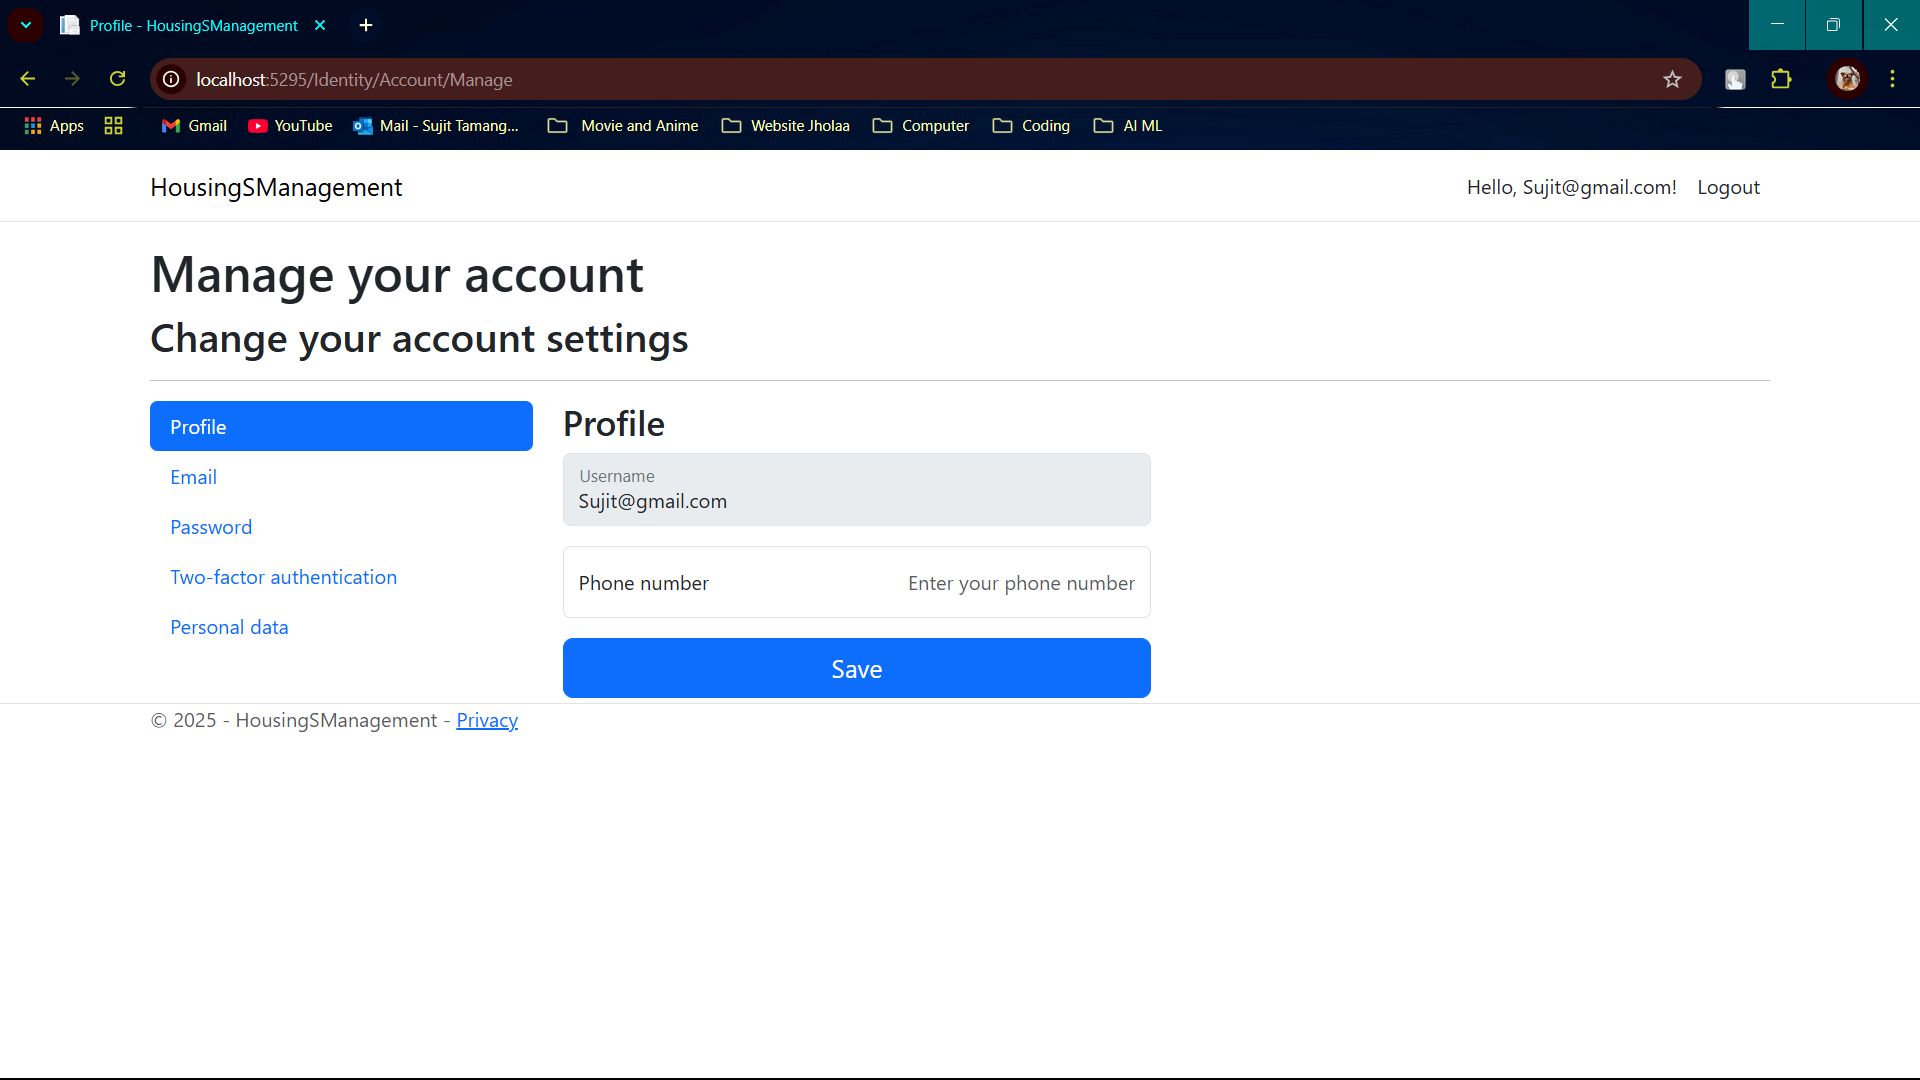 Profile - HousingSManagement
localhost:5295/Identity/Account/Manage
Apps Gmail YouTube Mail - Sujit Tamang... Movie and Anime Website Jholaa Computer Coding AI ML
HousingSManagement Hello, Sujit@gmail.com! Logout
Manage your account
Change your account settings
Profile
Email
Password
Two-factor authentication
Personal data
Profile
Username
Sujit@gmail.com
Phone number Enter your phone number
Save
© 2025 - HousingSManagement - Privacy